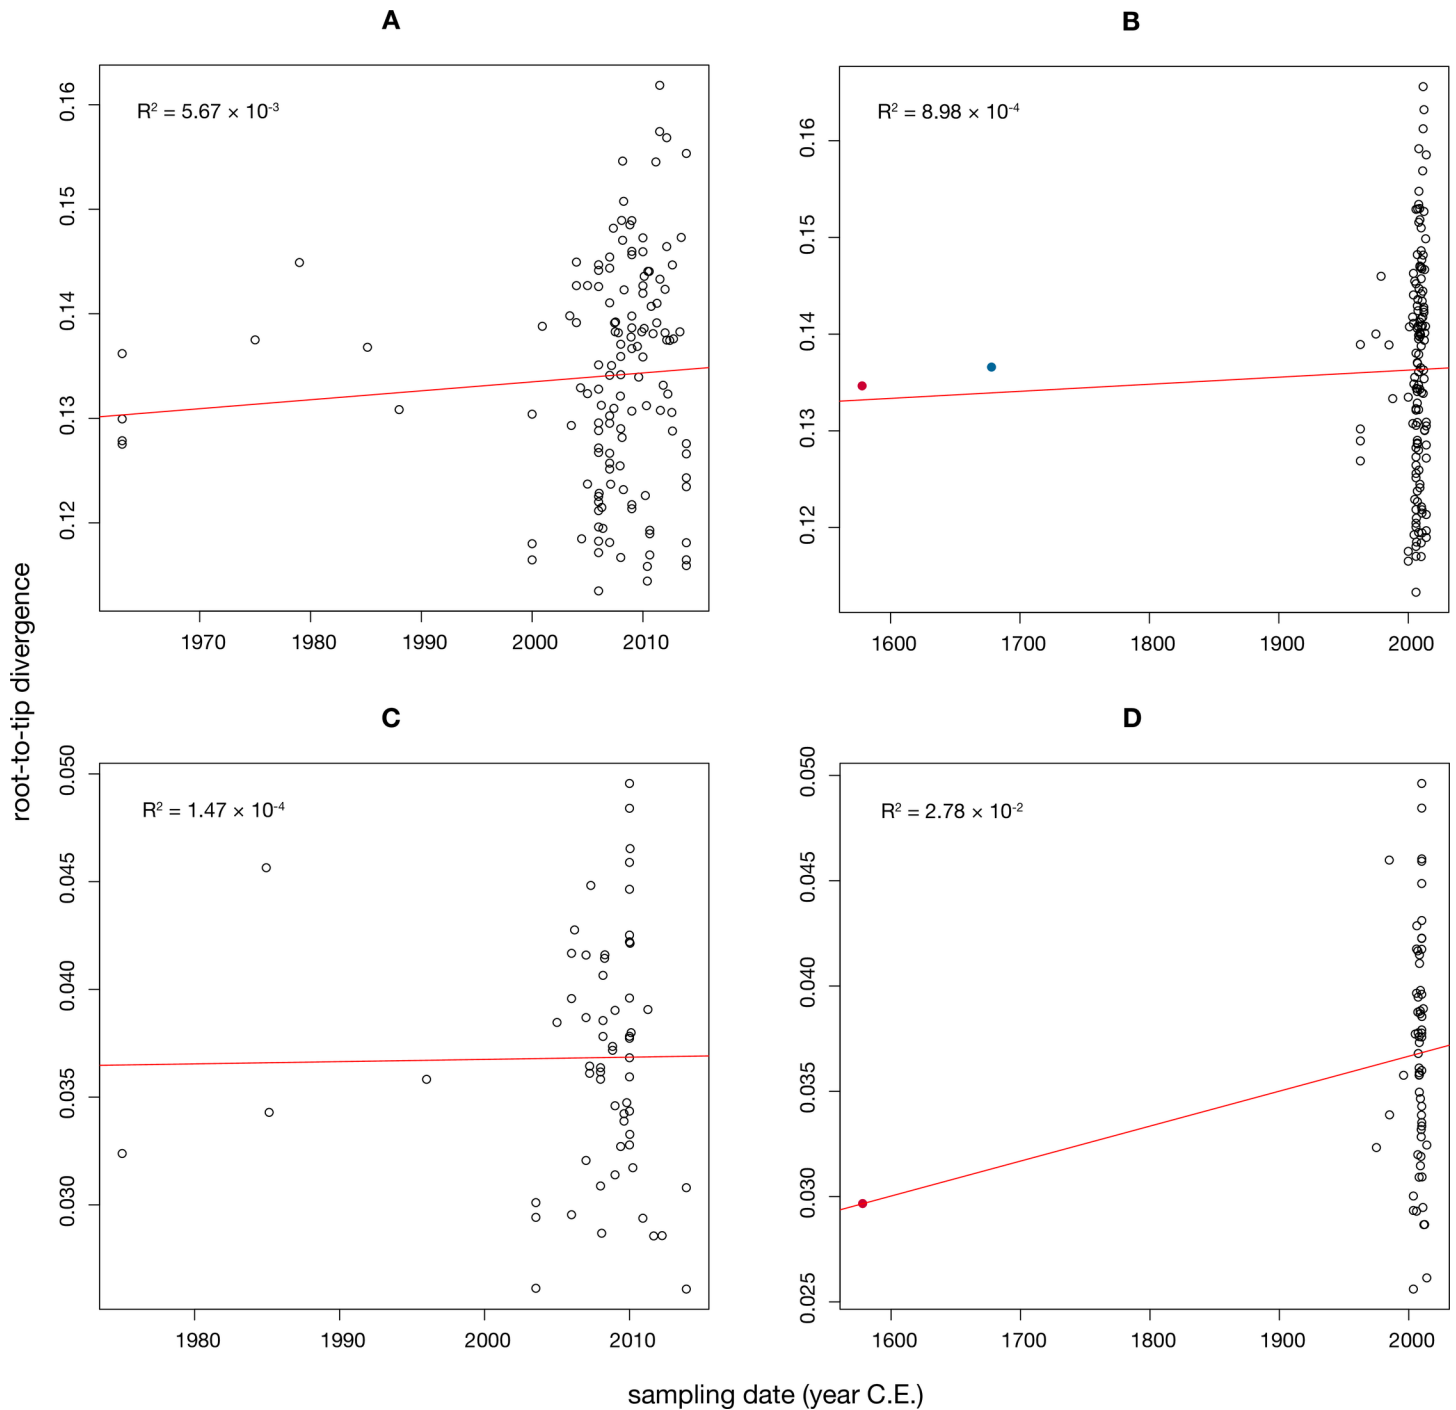 A
B
R² = 5.67 × 10⁻³
R² = 8.98 × 10⁻⁴
0.16
0.15
0.14
0.13
0.12
0.16
0.15
0.14
0.13
0.12
1970 1980 1990 2000 2010
1600 1700 1800 1900 2000
root-to-tip divergence
C
D
R² = 1.47 × 10⁻⁴
R² = 2.78 × 10⁻²
0.050
0.045
0.040
0.035
0.030
0.050
0.045
0.040
0.035
0.030
0.025
1980 1990 2000 2010
1600 1700 1800 1900 2000
sampling date (year C.E.)